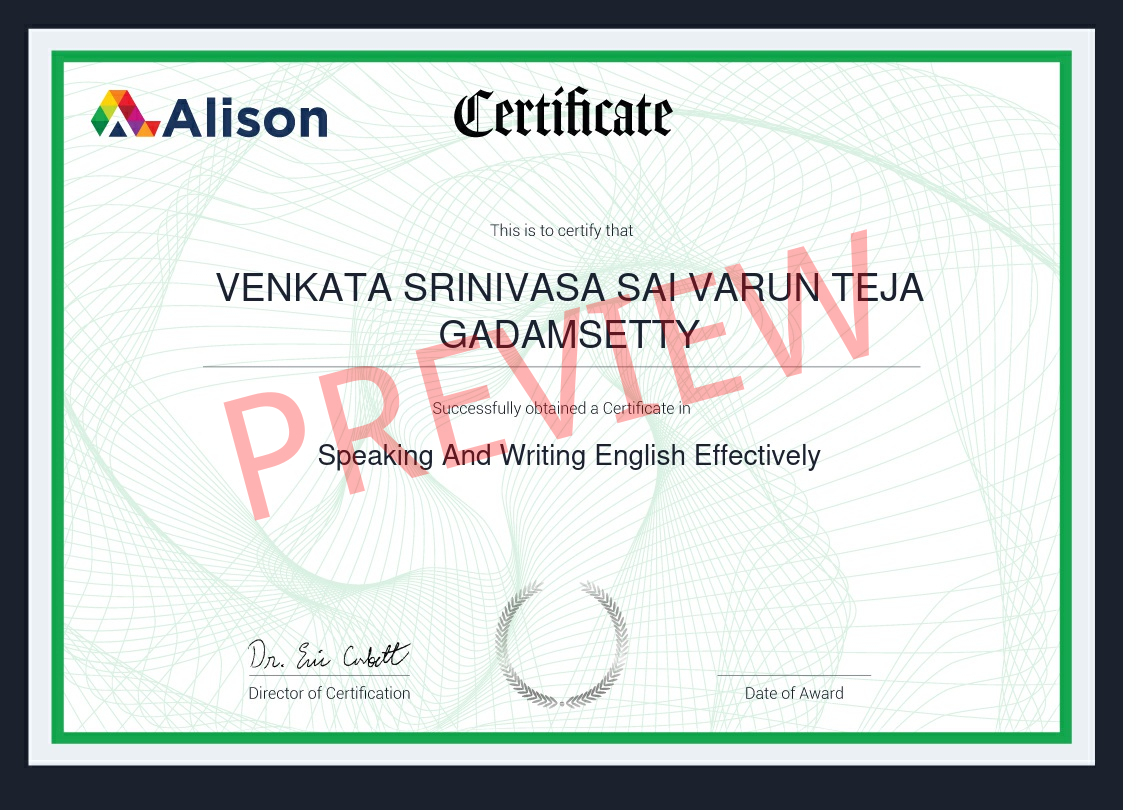 Alison
Certificate
This is to certify that
VENKATA SRINIVASA SAI VARUN TEJA
GADAMSETTY
PREVIEW
Successfully obtained a Certificate in
Speaking And Writing English Effectively
Dr. Eric Corbett
Director of Certification
Date of Award